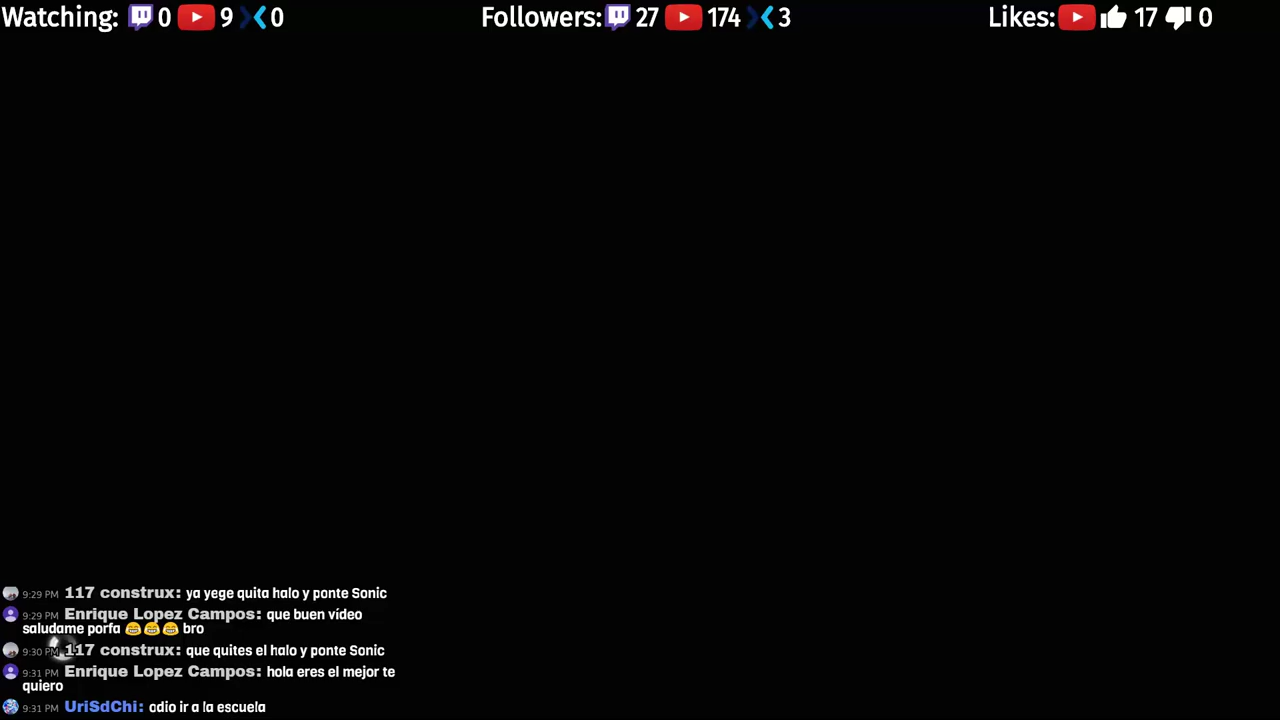 Watching: 0 9 0 Followers: 27 174 3 Likes: 17 0
9:29 PM 117 construx: ya yege quita halo y ponte Sonic
9:29 PM Enrique Lopez Campos: que buen vídeo
saludame porfa 😂😂😂 bro
9:30 PM 117 construx: que quites el halo y ponte Sonic
9:31 PM Enrique Lopez Campos: hola eres el mejor te
quiero
9:31 PM UriSdChi: odio ir a la escuela